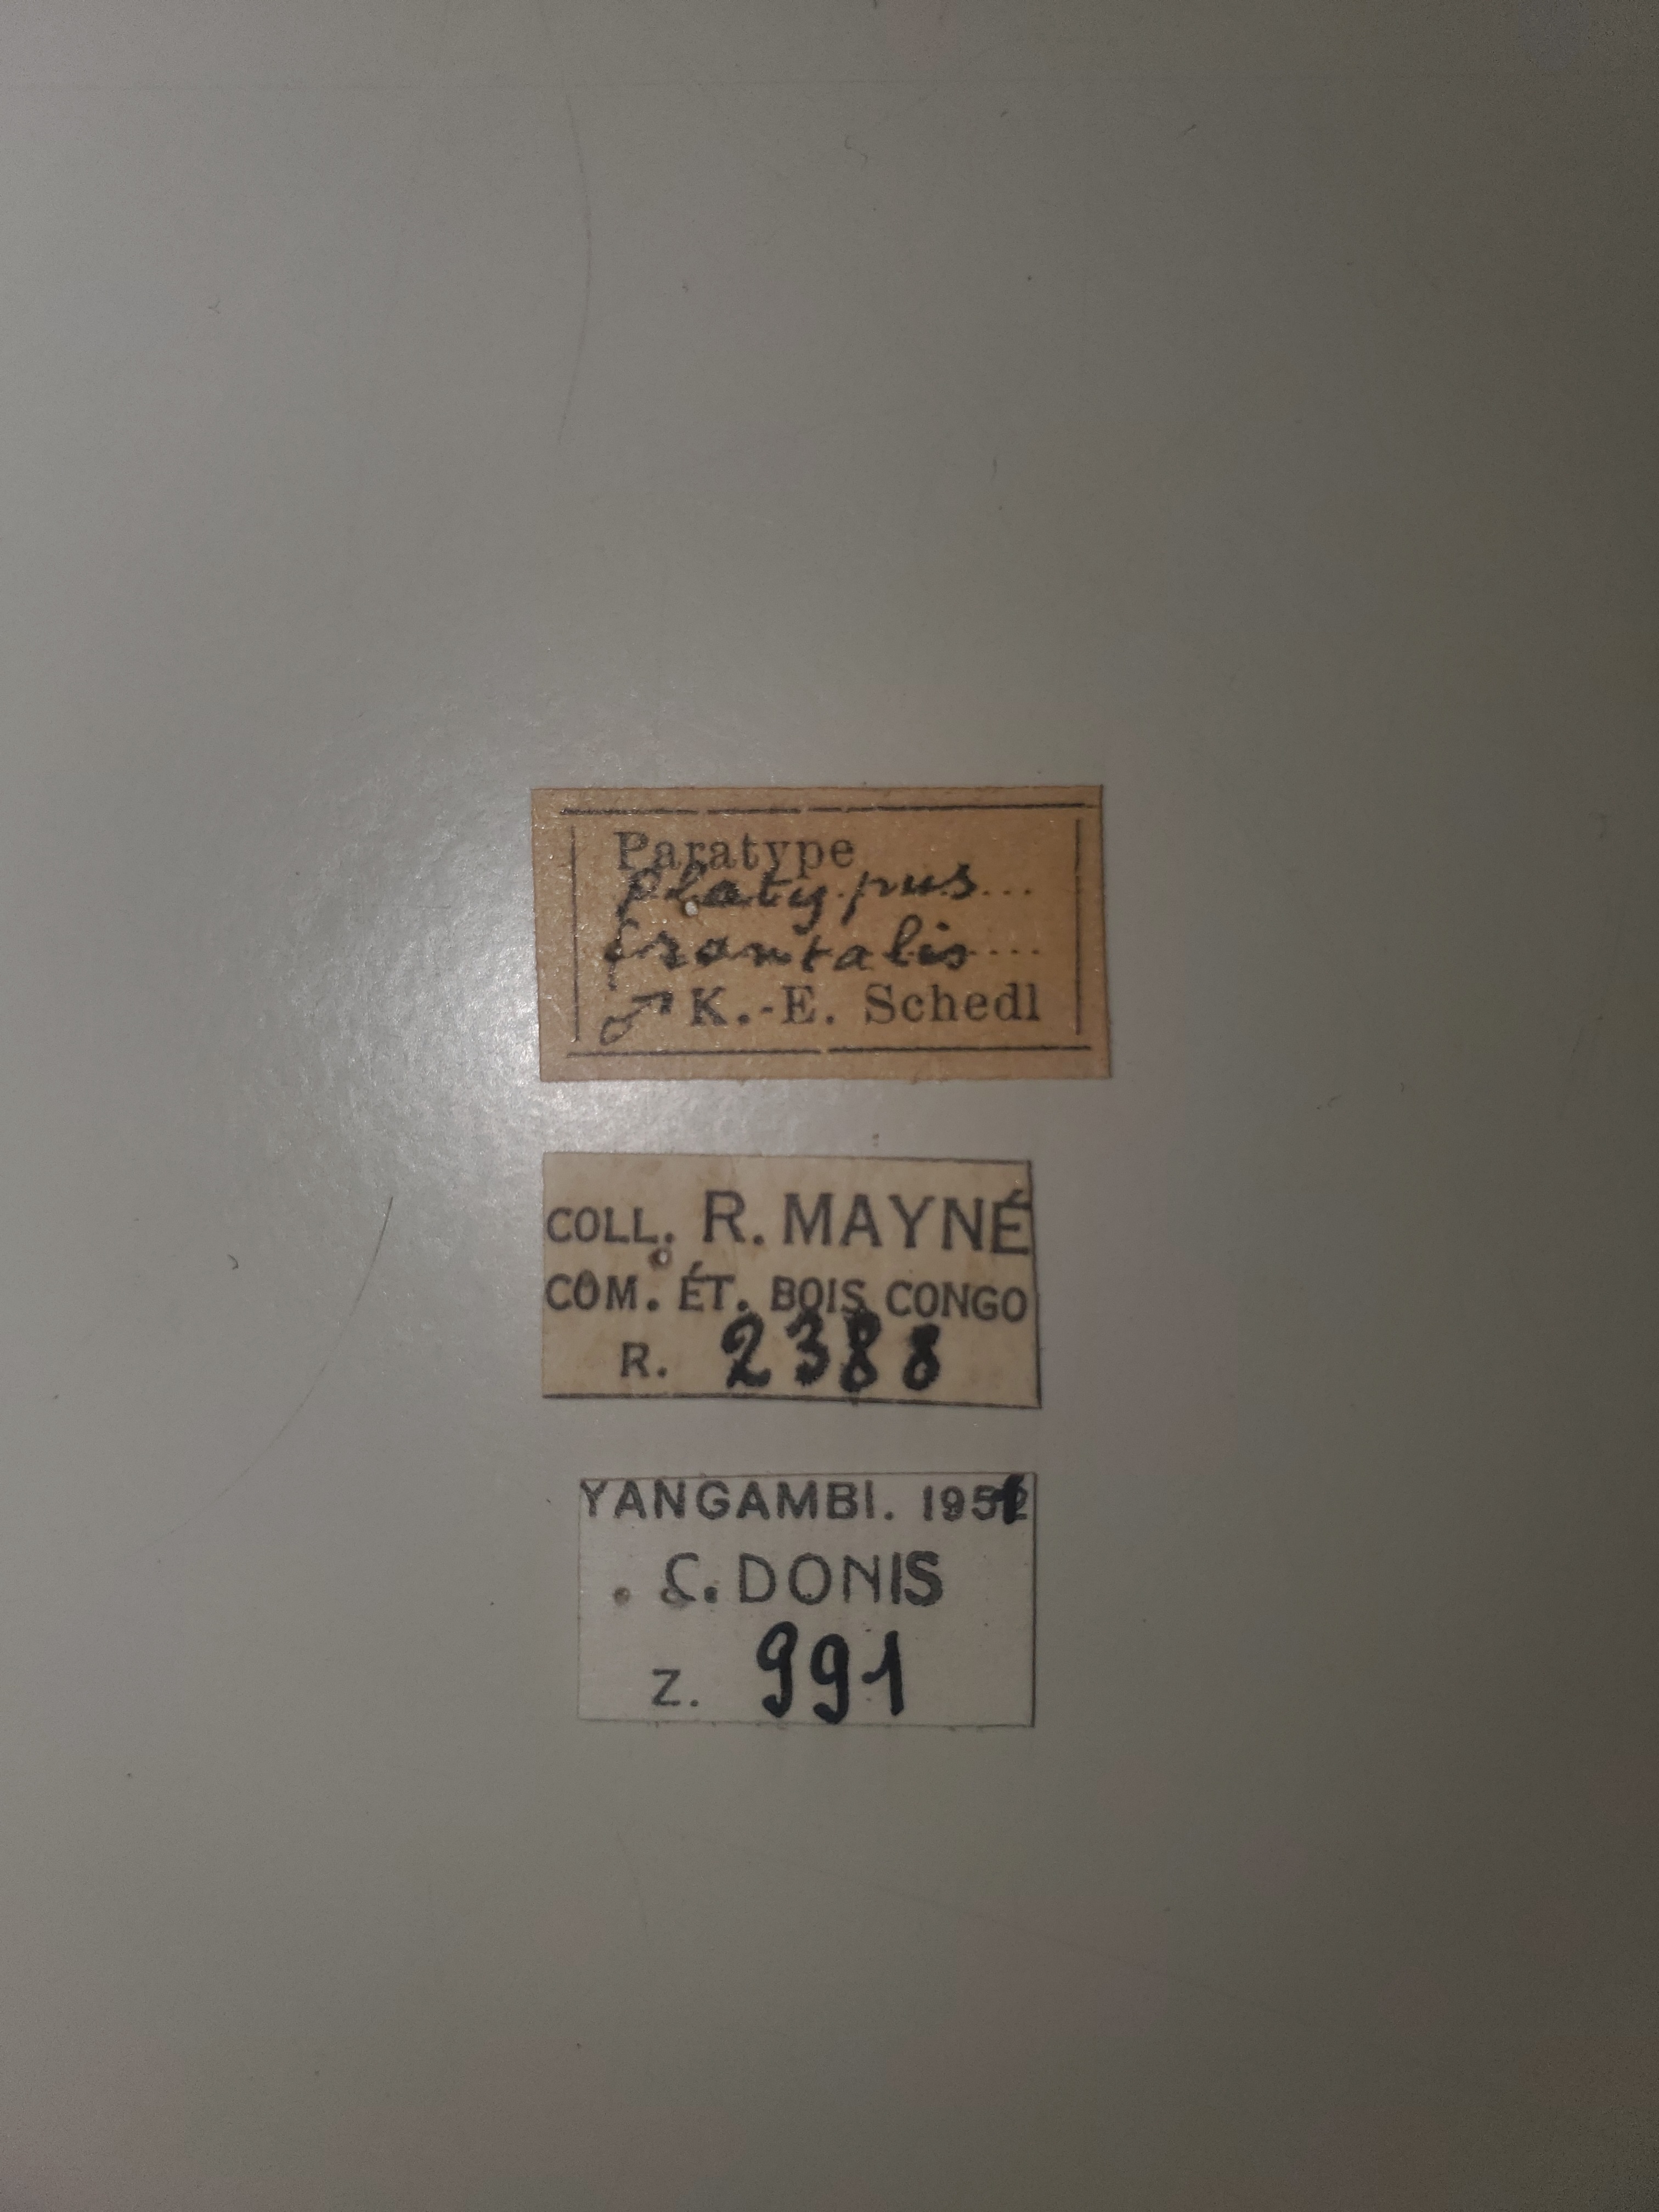 Paratype
Platypus...
frontalis...
♂ K.-E. Schedl
COLL. R. MAYNÉ
COM. ÉT. BOIS CONGO
R. 2388
YANGAMBI. 1951
C. DONIS
Z. 991